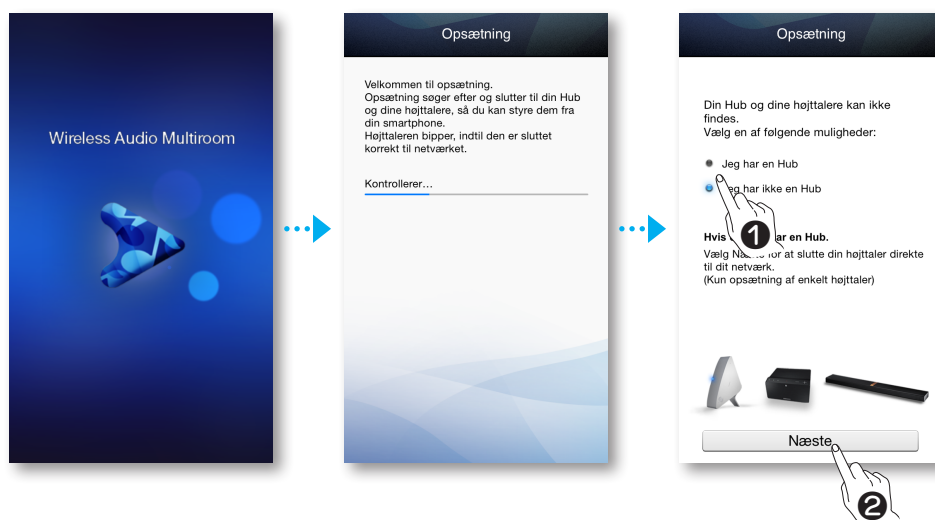 Wireless Audio Multiroom
Opsætning
Velkommen til opsætning.
Opsætning søger efter og slutter til din Hub
og dine højttalere, så du kan styre dem fra
din smartphone.
Højttaleren bipper, indtil den er sluttet
korrekt til netværket.
Kontrollerer…
Opsætning
Din Hub og dine højttalere kan ikke
findes.
Vælg en af følgende muligheder:
Jeg har en Hub
Jeg har ikke en Hub
1
Hvis ar en Hub.
Vælg for at slutte din højttaler direkte
til dit netværk.
(Kun opsætning af enkelt højttaler)
Næste
2